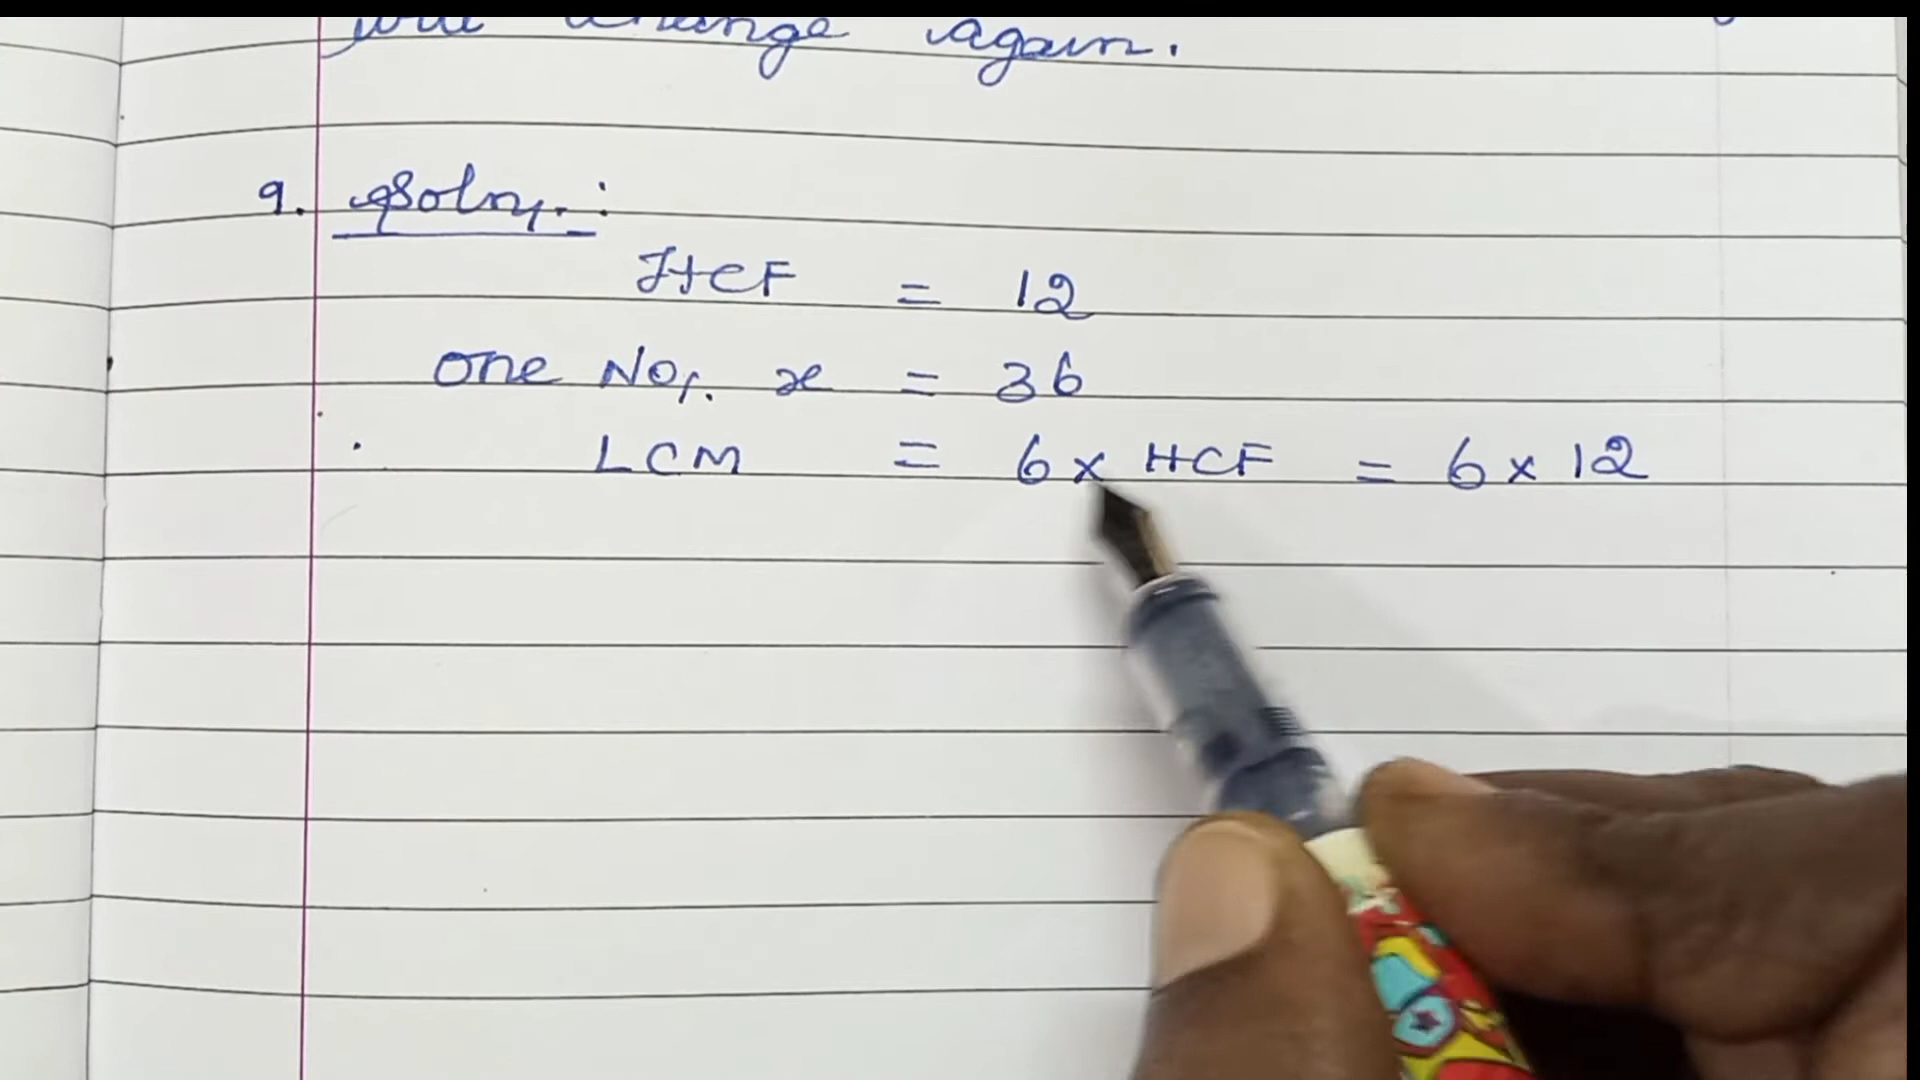 will change again.
9. Soln. :
HCF = 12
One No. x = 36
LCM = 6 x HCF = 6 x 12